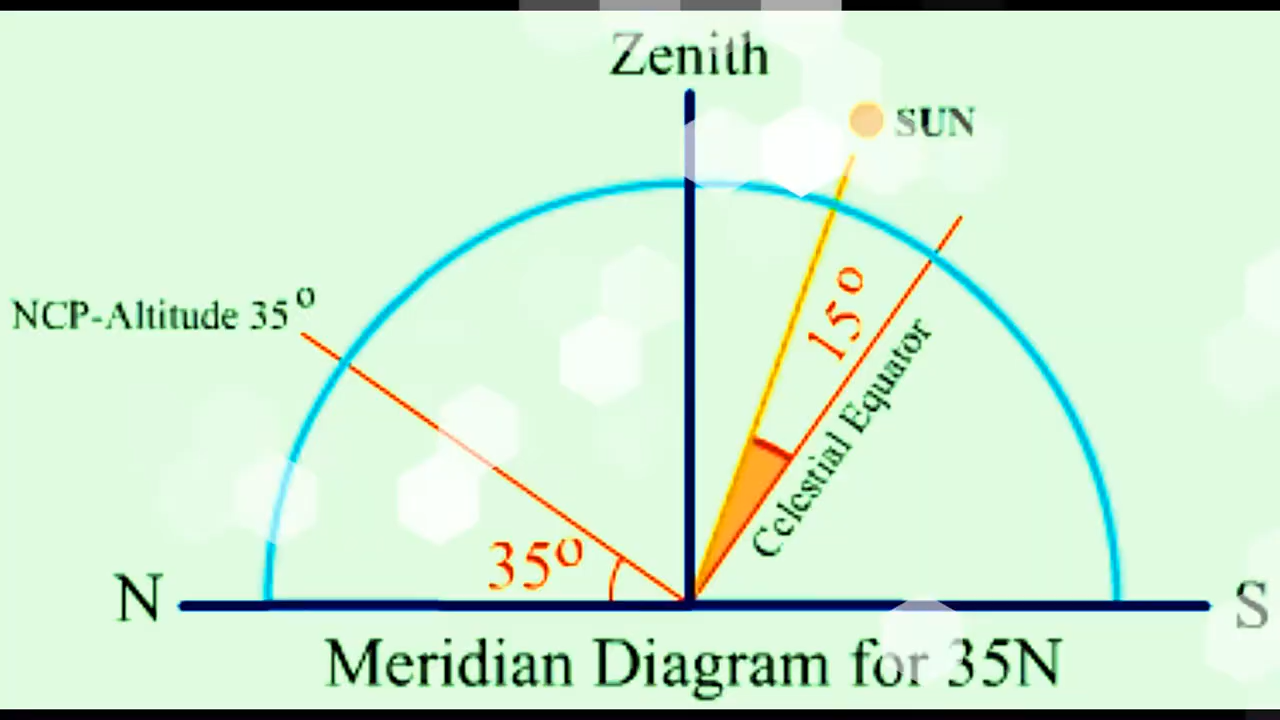 Zenith
SUN
NCP-Altitude 35°
15°
Celestial Equator
35°
N
S
Meridian Diagram for 35N